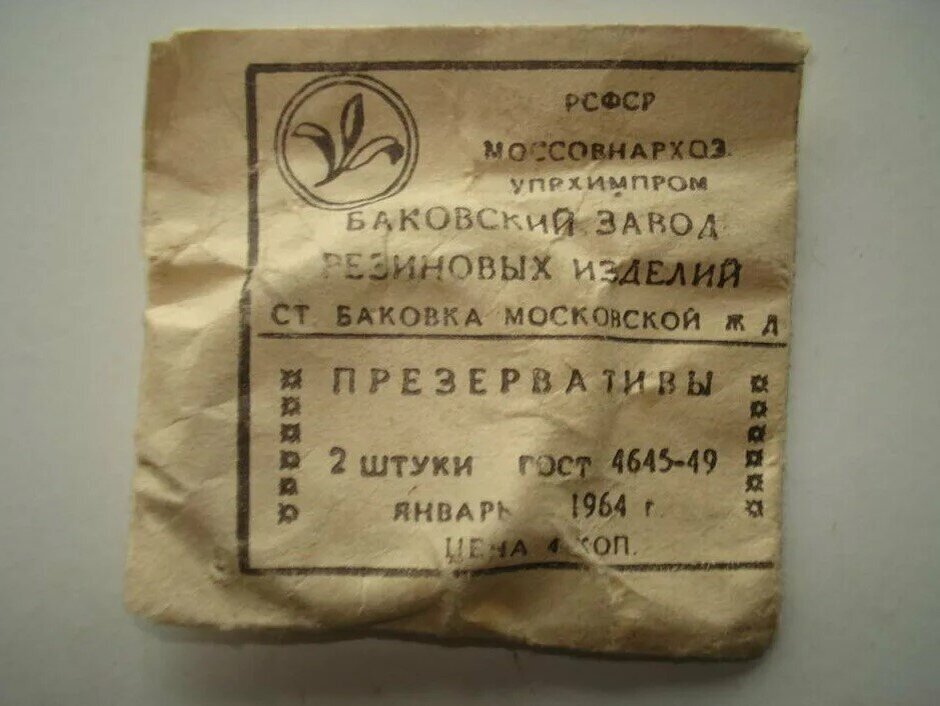 РСФСР
МОССОВНАРХОЗ.
УПРХИМПРОМ
БАКОВСКИЙ ЗАВОД
РЕЗИНОВЫХ ИЗДЕЛИЙ
СТ. БАКОВКА МОСКОВСКОЙ Ж Д
ПРЕЗЕРВАТИВЫ
2 ШТУКИ ГОСТ 4645-49
ЯНВАРЬ 1964 г
ЦЕНА 4 КОП.